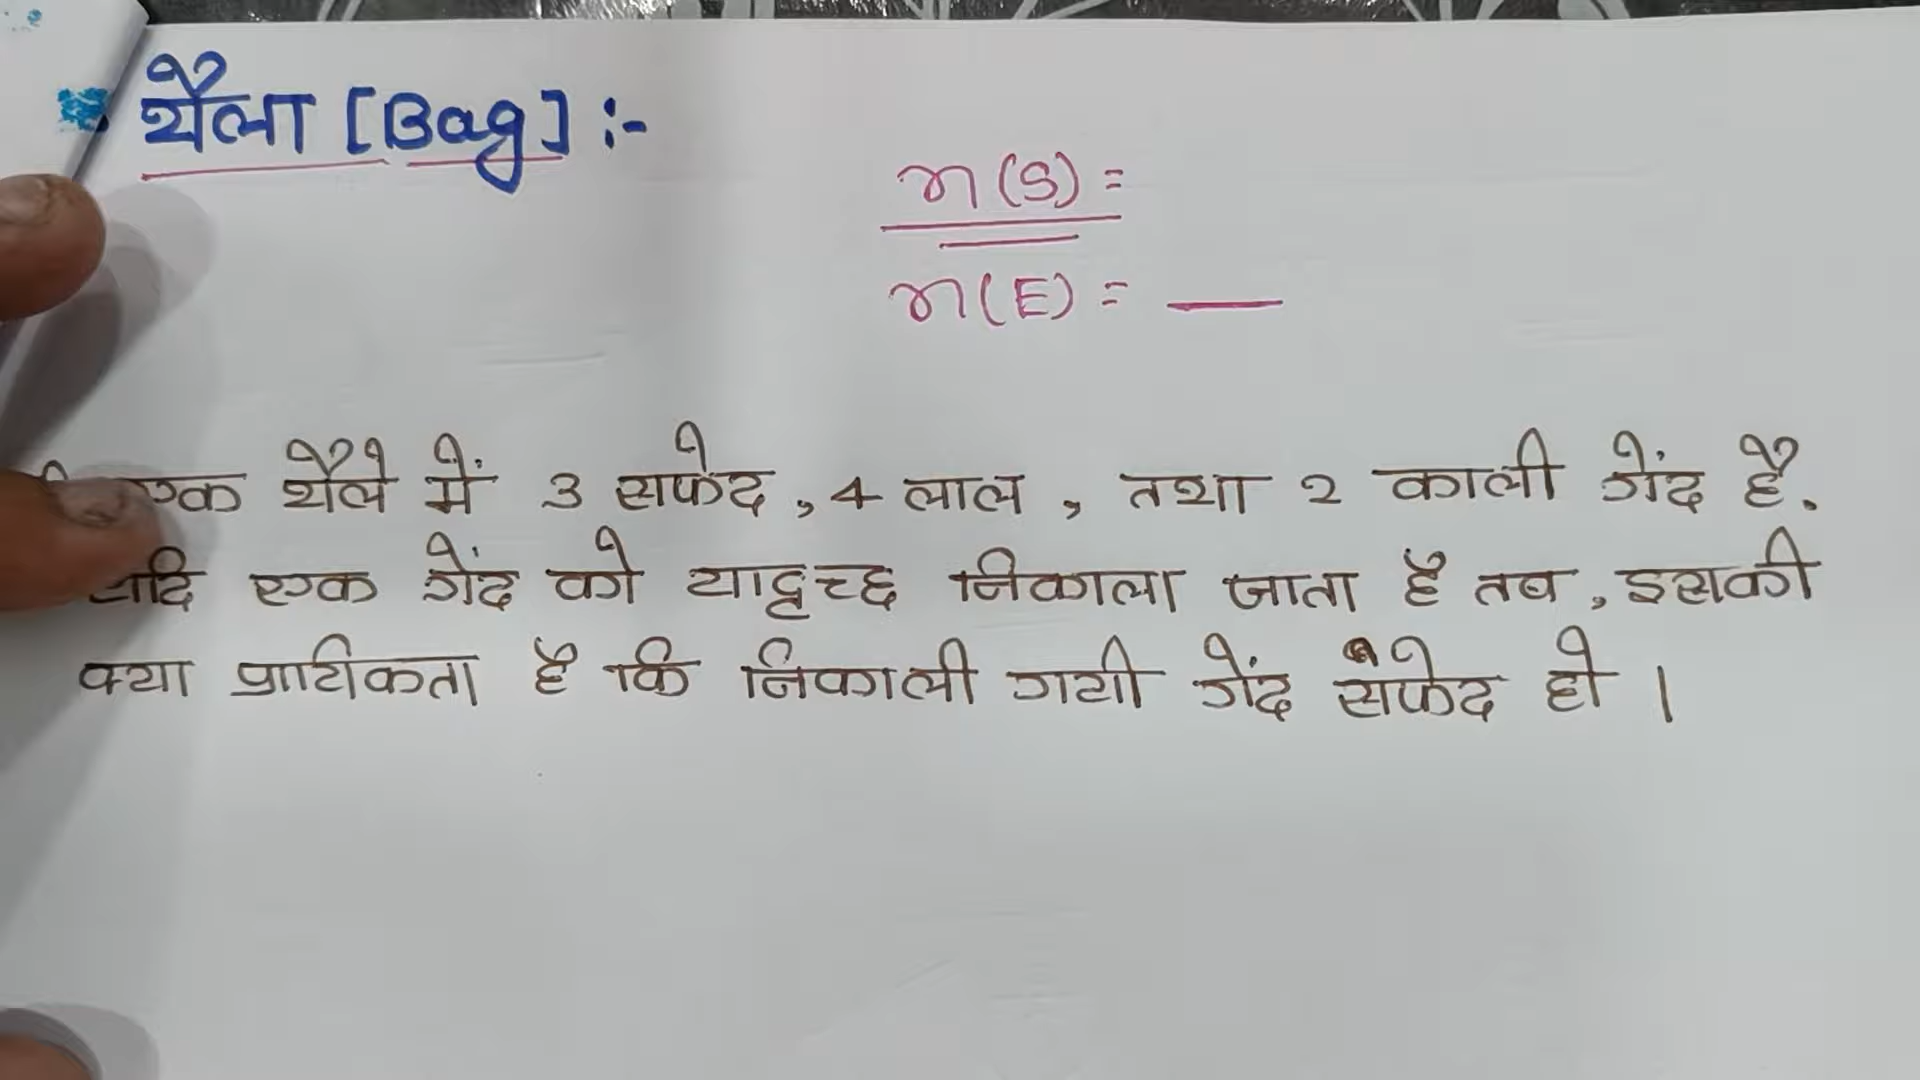 थैला [Bag] :-
n(S) =
n(E) = —
एक थैले में 3 सफेद, 4 लाल, तथा 2 काली गेंद है.
यदि एक गेंद को यादृच्छ निकाला जाता है तब, इसकी
क्या प्रायिकता है कि निकाली गयी गेंद सफेद हो ।